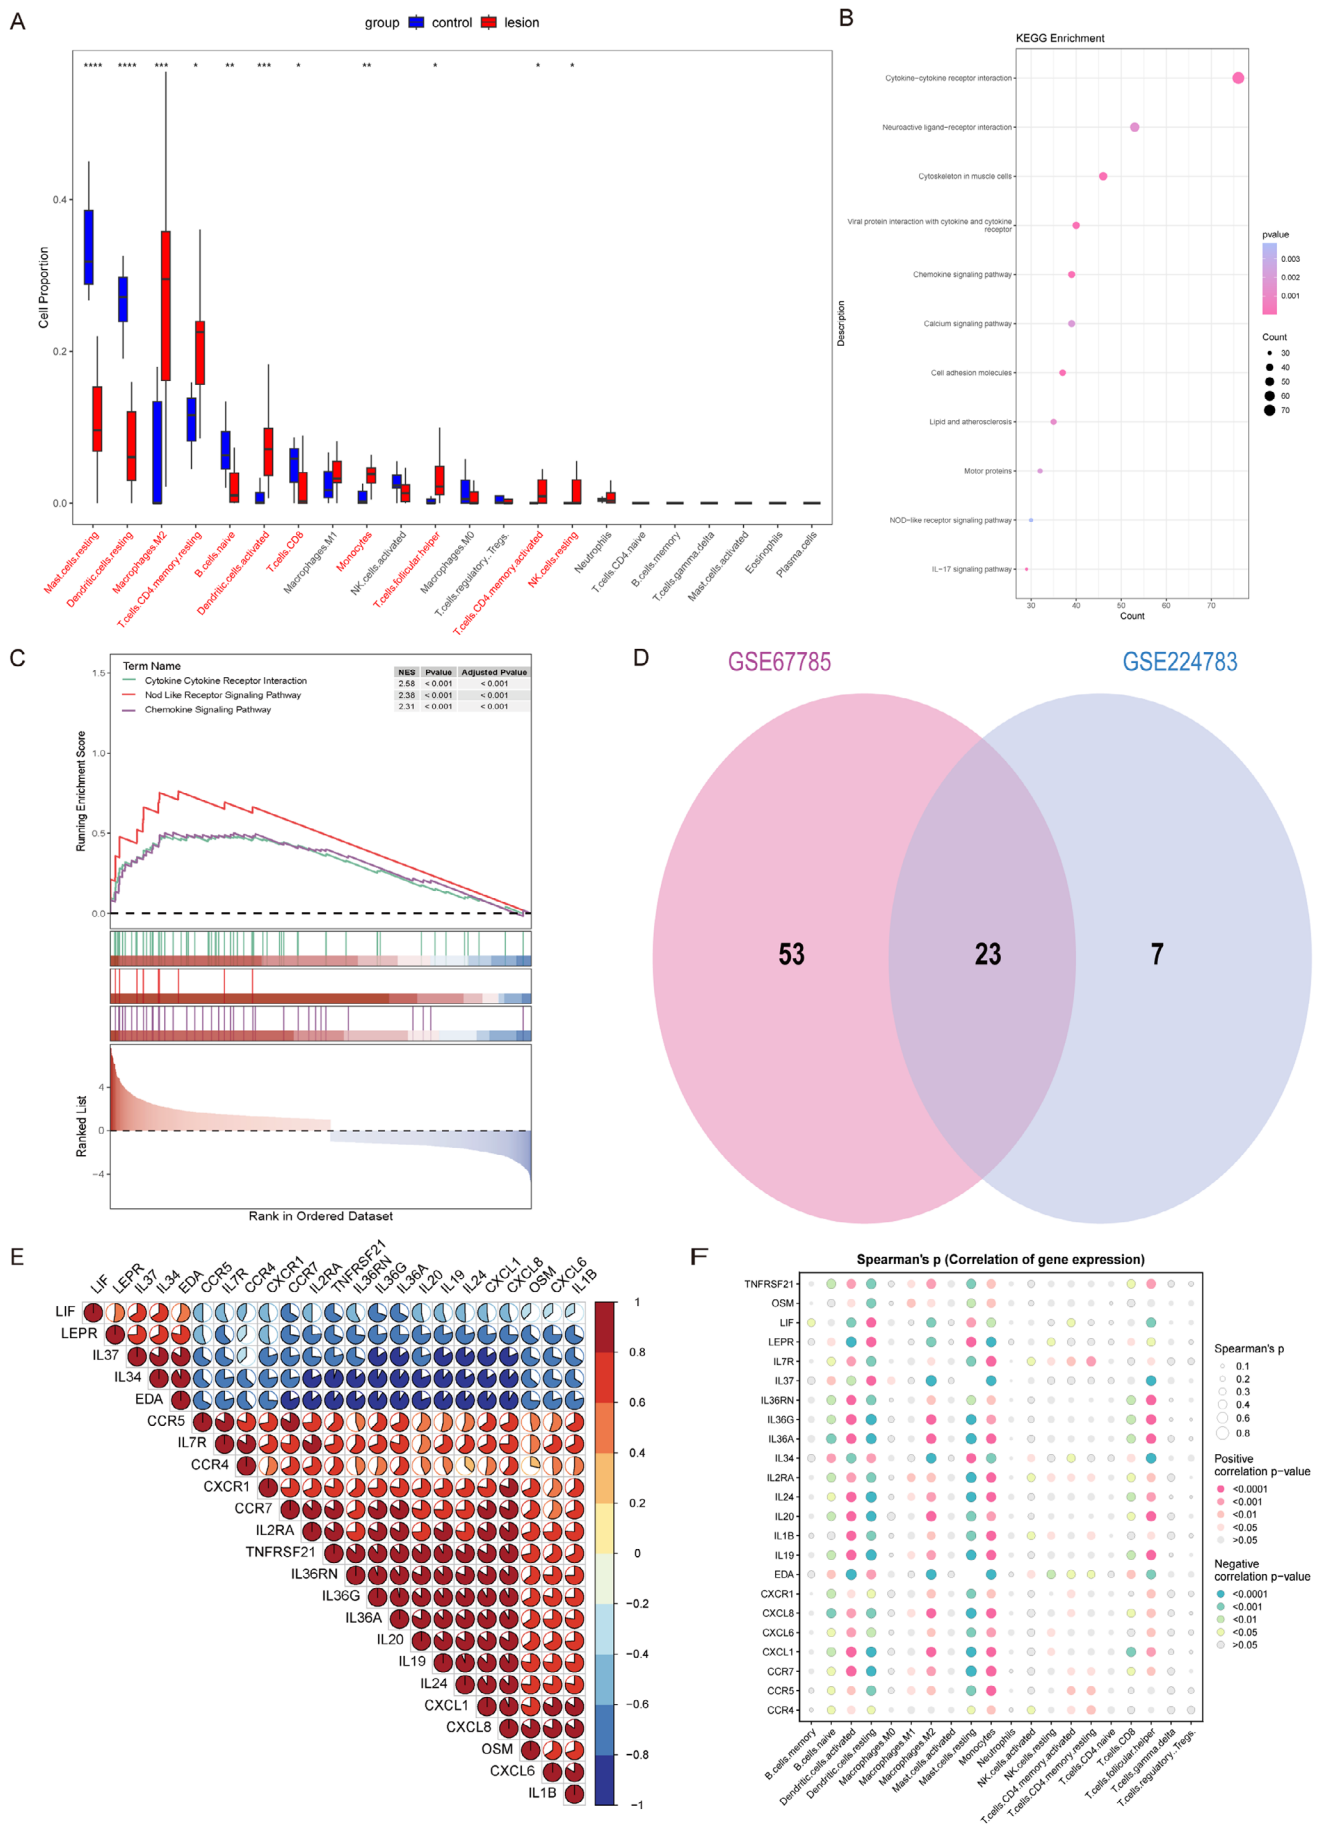 A
group control lesion
**** **** *** * ** *** * ** * * *
Cell Proportion
0.4
0.2
0.0
Mast.cells.resting
Dendritic.cells.resting
Macrophages.M2
T.cells.CD4.memory.resting
B.cells.naive
Dendritic.cells.activated
T.cells.CD8
Macrophages.M1
Monocytes
NK.cells.activated
T.cells.follicular.helper
Macrophages.M0
T.cells.regulatory..Tregs.
T.cells.CD4.memory.activated
NK.cells.resting
Neutrophils
T.cells.CD4.naive
B.cells.memory
T.cells.gamma.delta
Mast.cells.activated
Eosinophils
Plasma.cells
B
KEGG Enrichment
Description
Cytokine−cytokine receptor interaction
Neuroactive ligand−receptor interaction
Cytoskeleton in muscle cells
Viral protein interaction with cytokine and cytokine
receptor
Chemokine signaling pathway
Calcium signaling pathway
Cell adhesion molecules
Lipid and atherosclerosis
Motor proteins
NOD−like receptor signaling pathway
IL−17 signaling pathway
30 40 50 60 70
Count
pvalue
0.003
0.002
0.001
Count
30
40
50
60
70
C
Term Name
Cytokine Cytokine Receptor Interaction
Nod Like Receptor Signaling Pathway
Chemokine Signaling Pathway
NES Pvalue Adjusted Pvalue
2.58 < 0.001 < 0.001
2.38 < 0.001 < 0.001
2.31 < 0.001 < 0.001
Running Enrichment Score
1.5
1.0
0.5
0.0
Ranked List
4
0
−4
Rank in Ordered Dataset
D
GSE67785
GSE224783
53
23
7
E
LIF
LEPR
IL37
IL34
EDA
CCR5
IL7R
CCR4
CXCR1
CCR7
IL2RA
TNFRSF21
IL36RN
IL36G
IL36A
IL20
IL19
IL24
CXCL1
CXCL8
OSM
CXCL6
IL1B
LIF
LEPR
IL37
IL34
EDA
CCR5
IL7R
CCR4
CXCR1
CCR7
IL2RA
TNFRSF21
IL36RN
IL36G
IL36A
IL20
IL19
IL24
CXCL1
CXCL8
OSM
CXCL6
IL1B
1
0.8
0.6
0.4
0.2
0
−0.2
−0.4
−0.6
−0.8
−1
F
Spearman's p (Correlation of gene expression)
TNFRSF21
OSM
LIF
LEPR
IL7R
IL37
IL36RN
IL36G
IL36A
IL34
IL2RA
IL24
IL20
IL1B
IL19
EDA
CXCR1
CXCL8
CXCL6
CXCL1
CCR7
CCR5
CCR4
B.cells.memory
B.cells.naive
Dendritic.cells.activated
Dendritic.cells.resting
Macrophages.M0
Macrophages.M1
Macrophages.M2
Mast.cells.activated
Mast.cells.resting
Monocytes
Neutrophils
NK.cells.activated
NK.cells.resting
T.cells.CD4.memory.activated
T.cells.CD4.memory.resting
T.cells.CD4.naive
T.cells.CD8
T.cells.follicular.helper
T.cells.gamma.delta
T.cells.regulatory..Tregs.
Spearman's p
0.1
0.2
0.3
0.4
0.6
0.8
Positive
correlation p-value
<0.0001
<0.001
<0.01
<0.05
>0.05
Negative
correlation p-value
<0.0001
<0.001
<0.01
<0.05
>0.05